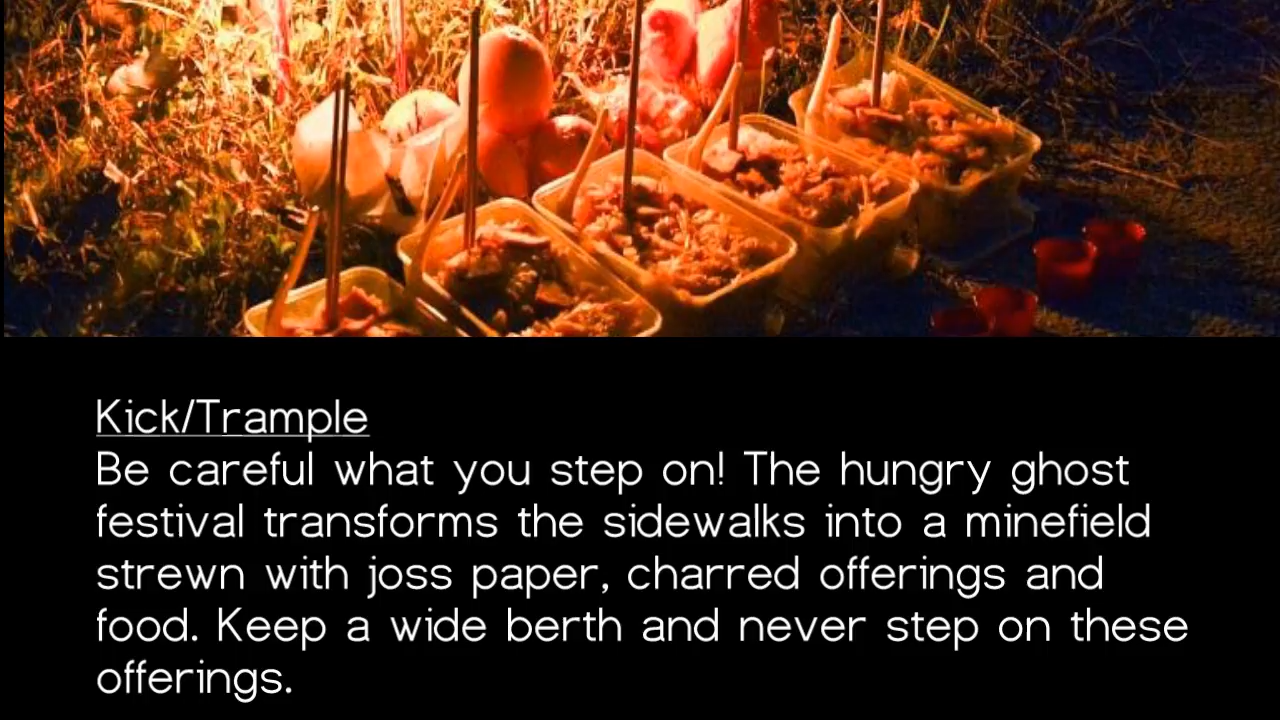 Kick/Trample
Be careful what you step on! The hungry ghost
festival transforms the sidewalks into a minefield
strewn with joss paper, charred offerings and
food. Keep a wide berth and never step on these
offerings.